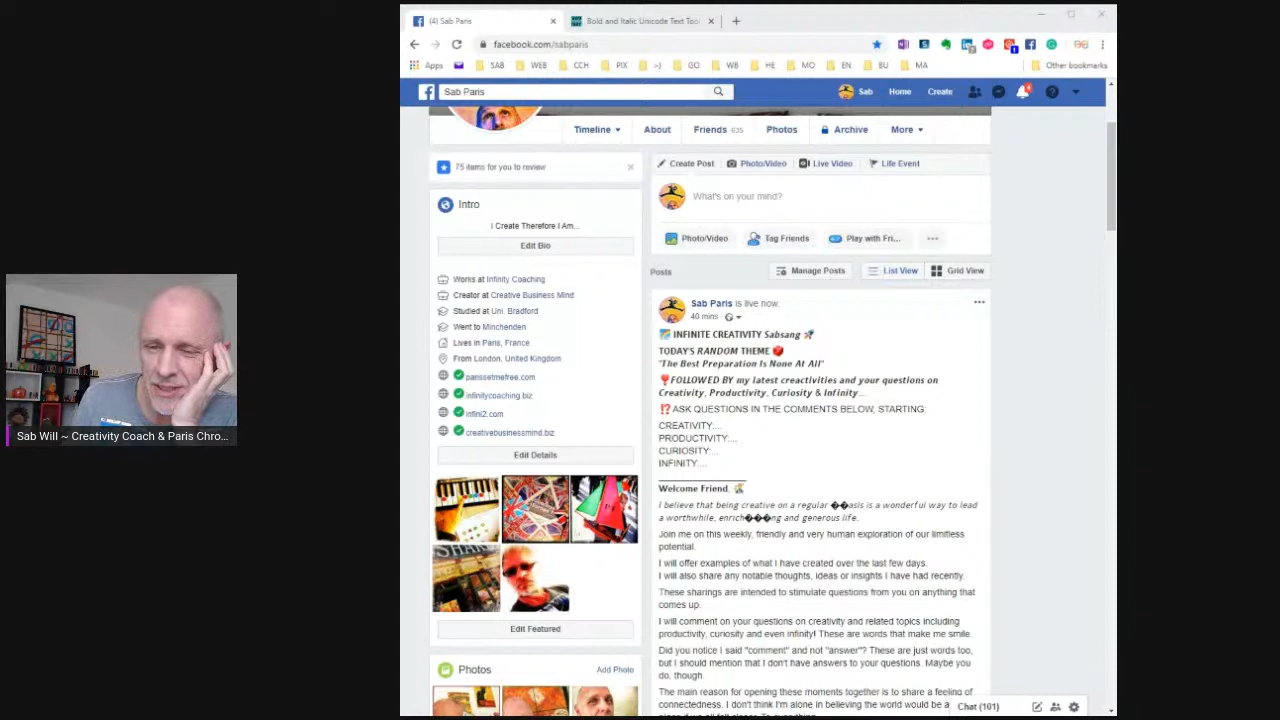 (4) Sab Paris
Bold and Italic Unicode Text Too
facebook.com/sabparis
Apps SAB WEB CCH PIX >-) GO WB HE MO EN BU MA Other bookmarks
Sab Paris
Sab Home Create
Timeline About Friends 635 Photos Archive More
75 items for you to review
Create Post Photo/Video Live Video Life Event
What's on your mind?
Photo/Video Tag Friends Play with Fri... ...
Intro
I Create Therefore I Am...
Edit Bio
Works at Infinity Coaching
Creator at Creative Business Mind
Studied at Uni. Bradford
Went to Minchenden
Lives in Paris, France
From London, United Kingdom
parissetmefree.com
infinitycoaching.biz
infini2.com
creativebusinessmind.biz
Edit Details
Edit Featured
Photos Add Photo
Posts Manage Posts List View Grid View
Sab Paris is live now.
40 mins
INFINITE CREATIVITY Sabsang
TODAY'S RANDOM THEME
"The Best Preparation Is None At All"
FOLLOWED BY my latest creactivities and your questions on
Creativity, Productivity, Curiosity & Infinity...
⁉ASK QUESTIONS IN THE COMMENTS BELOW, STARTING:
CREATIVITY:...
PRODUCTIVITY:...
CURIOSITY:...
INFINITY:...
Welcome Friend,
I believe that being creative on a regular ��asis is a wonderful way to lead
a worthwhile, enrich���ng and generous life.
Join me on this weekly, friendly and very human exploration of our limitless
potential.
I will offer examples of what I have created over the last few days.
I will also share any notable thoughts, ideas or insights I have had recently.
These sharings are intended to stimulate questions from you on anything that
comes up.
I will comment on your questions on creativity and related topics including
productivity, curiosity and even infinity! These are words that make me smile.
Did you notice I said "comment" and not "answer"? These are just words too,
but I should mention that I don't have answers to your questions. Maybe you
do, though.
The main reason for opening these moments together is to share a feeling of
connectedness. I don't think I'm alone in believing the world would be a
Chat (101)
Sab Will ~ Creativity Coach & Paris Chro...